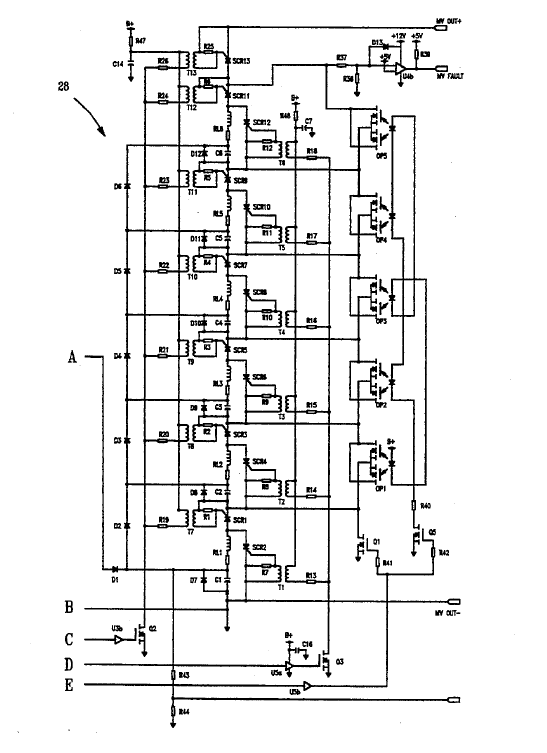 B+
R47
C14
R26
T13
R25
SCR13
MV OUT+
D13
+12V
+5V
+5V
R39
R37
U4b
MV FAULT
R38
28
R24
T12
SCR11
B+
R48
C7
RL6
SCR12
R12
T6
R18
OP5
D12
C6
D6
R23
T11
R5
SCR9
RL5
SCR10
R11
T5
R17
OP4
D11
C5
D5
R22
T10
R4
SCR7
RL4
SCR8
R10
T4
R16
OP3
D10
C4
A
D4
R21
T9
R3
SCR5
RL3
SCR6
R9
T3
R15
OP2
D9
C3
D3
R20
T8
R2
SCR3
RL2
SCR4
R8
T2
R14
B+
OP1
D8
C2
R40
D2
R19
T7
R1
SCR1
RL1
SCR2
R7
T1
R13
Q1
Q5
R41
R42
D1
D7
C1
B
MV OUT-
C
U3b
Q2
D
B+
C16
U5a
Q3
E
U5b
R43
R44